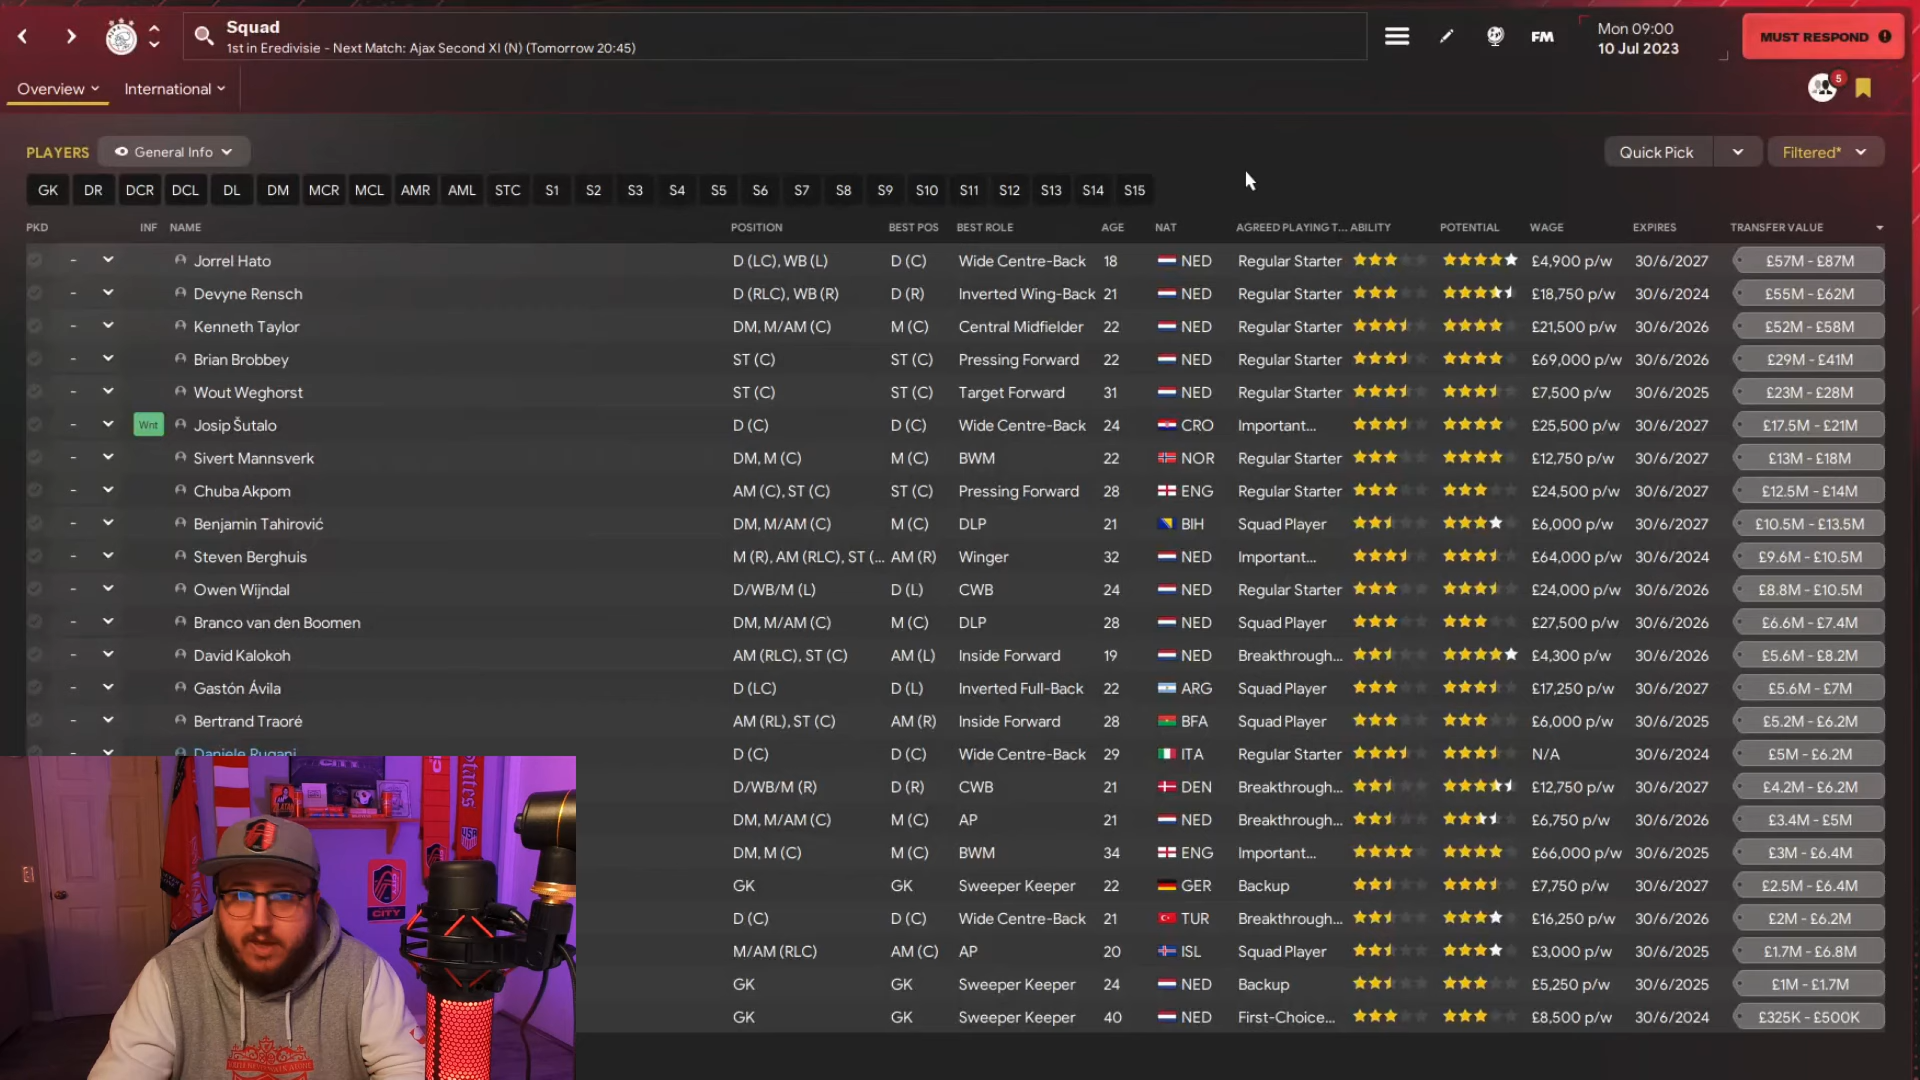 Squad
1st in Eredivisie - Next Match: Ajax Second XI (N) (Tomorrow 20:45)
FM
Mon 09:00
10 Jul 2023
MUST RESPOND
Overview
International
5
PLAYERS
General Info
Quick Pick
Filtered*
GK DR DCR DCL DL DM MCR MCL AMR AML STC S1 S2 S3 S4 S5 S6 S7 S8 S9 S10 S11 S12 S13 S14 S15
PKD INF NAME POSITION BEST POS BEST ROLE AGE NAT AGREED PLAYING T... ABILITY POTENTIAL WAGE EXPIRES TRANSFER VALUE
- Jorrel Hato D (LC), WB (L) D (C) Wide Centre-Back 18 NED Regular Starter £4,900 p/w 30/6/2027 £57M - £87M
- Devyne Rensch D (RLC), WB (R) D (R) Inverted Wing-Back 21 NED Regular Starter £18,750 p/w 30/6/2024 £55M - £62M
- Kenneth Taylor DM, M/AM (C) M (C) Central Midfielder 22 NED Regular Starter £21,500 p/w 30/6/2026 £52M - £58M
- Brian Brobbey ST (C) ST (C) Pressing Forward 22 NED Regular Starter £69,000 p/w 30/6/2026 £29M - £41M
- Wout Weghorst ST (C) ST (C) Target Forward 31 NED Regular Starter £7,500 p/w 30/6/2025 £23M - £28M
- Wnt Josip Šutalo D (C) D (C) Wide Centre-Back 24 CRO Important... £25,500 p/w 30/6/2027 £17.5M - £21M
- Sivert Mannsverk DM, M (C) M (C) BWM 22 NOR Regular Starter £12,750 p/w 30/6/2027 £13M - £18M
- Chuba Akpom AM (C), ST (C) ST (C) Pressing Forward 28 ENG Regular Starter £24,500 p/w 30/6/2027 £12.5M - £14M
- Benjamin Tahirović DM, M/AM (C) M (C) DLP 21 BIH Squad Player £6,000 p/w 30/6/2027 £10.5M - £13.5M
- Steven Berghuis M (R), AM (RLC), ST (... AM (R) Winger 32 NED Important... £64,000 p/w 30/6/2024 £9.6M - £10.5M
- Owen Wijndal D/WB/M (L) D (L) CWB 24 NED Regular Starter £24,000 p/w 30/6/2026 £8.8M - £10.5M
- Branco van den Boomen DM, M/AM (C) M (C) DLP 28 NED Squad Player £27,500 p/w 30/6/2026 £6.6M - £7.4M
- David Kalokoh AM (RLC), ST (C) AM (L) Inside Forward 19 NED Breakthrough... £4,300 p/w 30/6/2026 £5.6M - £8.2M
- Gastón Ávila D (LC) D (L) Inverted Full-Back 22 ARG Squad Player £17,250 p/w 30/6/2027 £5.6M - £7M
- Bertrand Traoré AM (RL), ST (C) AM (R) Inside Forward 28 BFA Squad Player £6,000 p/w 30/6/2025 £5.2M - £6.2M
Daniele Rugani D (C) D (C) Wide Centre-Back 29 ITA Regular Starter N/A 30/6/2024 £5M - £6.2M
D/WB/M (R) D (R) CWB 21 DEN Breakthrough... £12,750 p/w 30/6/2027 £4.2M - £6.2M
DM, M/AM (C) M (C) AP 21 NED Breakthrough... £6,750 p/w 30/6/2026 £3.4M - £5M
DM, M (C) M (C) BWM 34 ENG Important... £66,000 p/w 30/6/2025 £3M - £6.4M
GK GK Sweeper Keeper 22 GER Backup £7,750 p/w 30/6/2027 £2.5M - £6.4M
D (C) D (C) Wide Centre-Back 21 TUR Breakthrough... £16,250 p/w 30/6/2026 £2M - £6.2M
M/AM (RLC) AM (C) AP 20 ISL Squad Player £3,000 p/w 30/6/2025 £1.7M - £6.8M
GK GK Sweeper Keeper 24 NED Backup £5,250 p/w 30/6/2025 £1M - £1.7M
GK GK Sweeper Keeper 40 NED First-Choice... £8,500 p/w 30/6/2024 £325K - £500K
CITY
USA